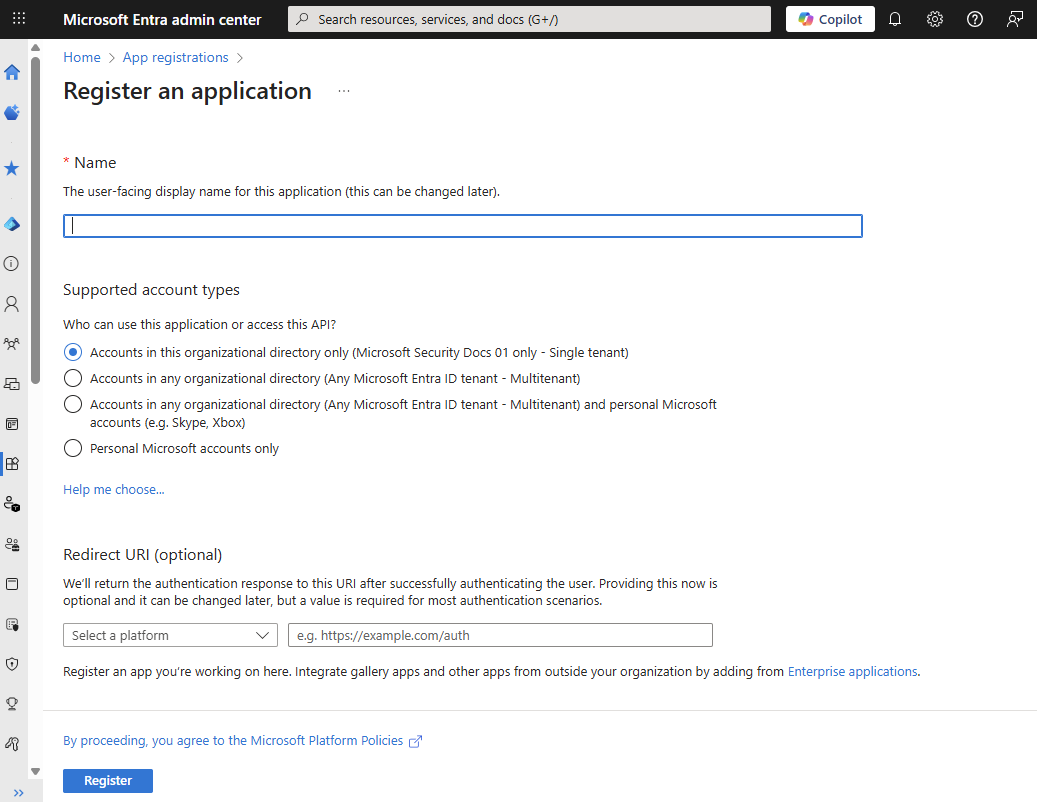 Microsoft Entra admin center
Search resources, services, and docs (G+/)
Copilot
Home > App registrations >
Register an application ...
* Name
The user-facing display name for this application (this can be changed later).
Supported account types
Who can use this application or access this API?
Accounts in this organizational directory only (Microsoft Security Docs 01 only - Single tenant)
Accounts in any organizational directory (Any Microsoft Entra ID tenant - Multitenant)
Accounts in any organizational directory (Any Microsoft Entra ID tenant - Multitenant) and personal Microsoft
accounts (e.g. Skype, Xbox)
Personal Microsoft accounts only
Help me choose...
Redirect URI (optional)
We'll return the authentication response to this URI after successfully authenticating the user. Providing this now is
optional and it can be changed later, but a value is required for most authentication scenarios.
Select a platform
e.g. https://example.com/auth
Register an app you're working on here. Integrate gallery apps and other apps from outside your organization by adding from Enterprise applications.
By proceeding, you agree to the Microsoft Platform Policies
Register